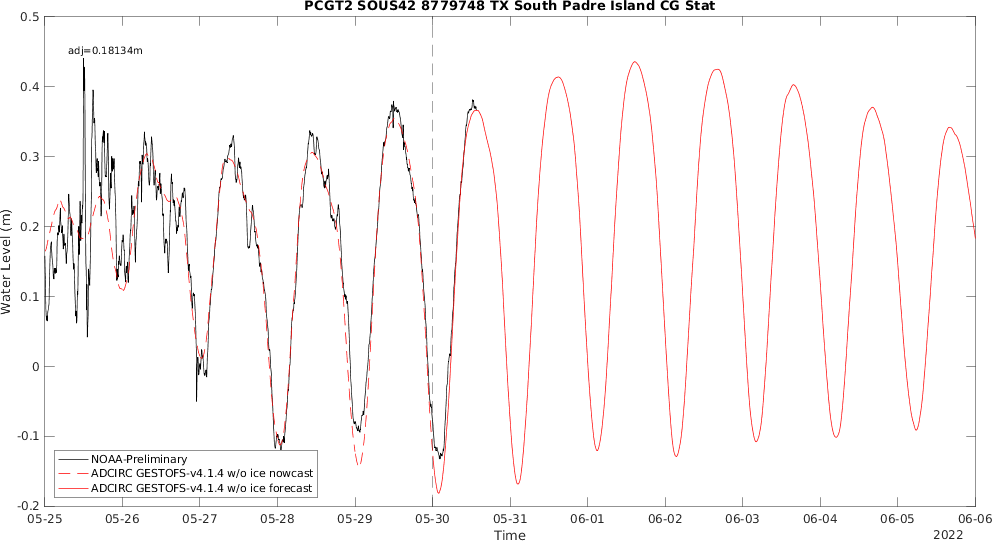 PCGT2 SOUS42 8779748 TX South Padre Island CG Stat
adj=0.18134m
0.5
0.4
0.3
0.2
0.1
0
-0.1
-0.2
Water Level (m)
NOAA-Preliminary
ADCIRC GESTOFS-v4.1.4 w/o ice nowcast
ADCIRC GESTOFS-v4.1.4 w/o ice forecast
05-25 05-26 05-27 05-28 05-29 05-30 05-31 06-01 06-02 06-03 06-04 06-05 06-06
Time
2022